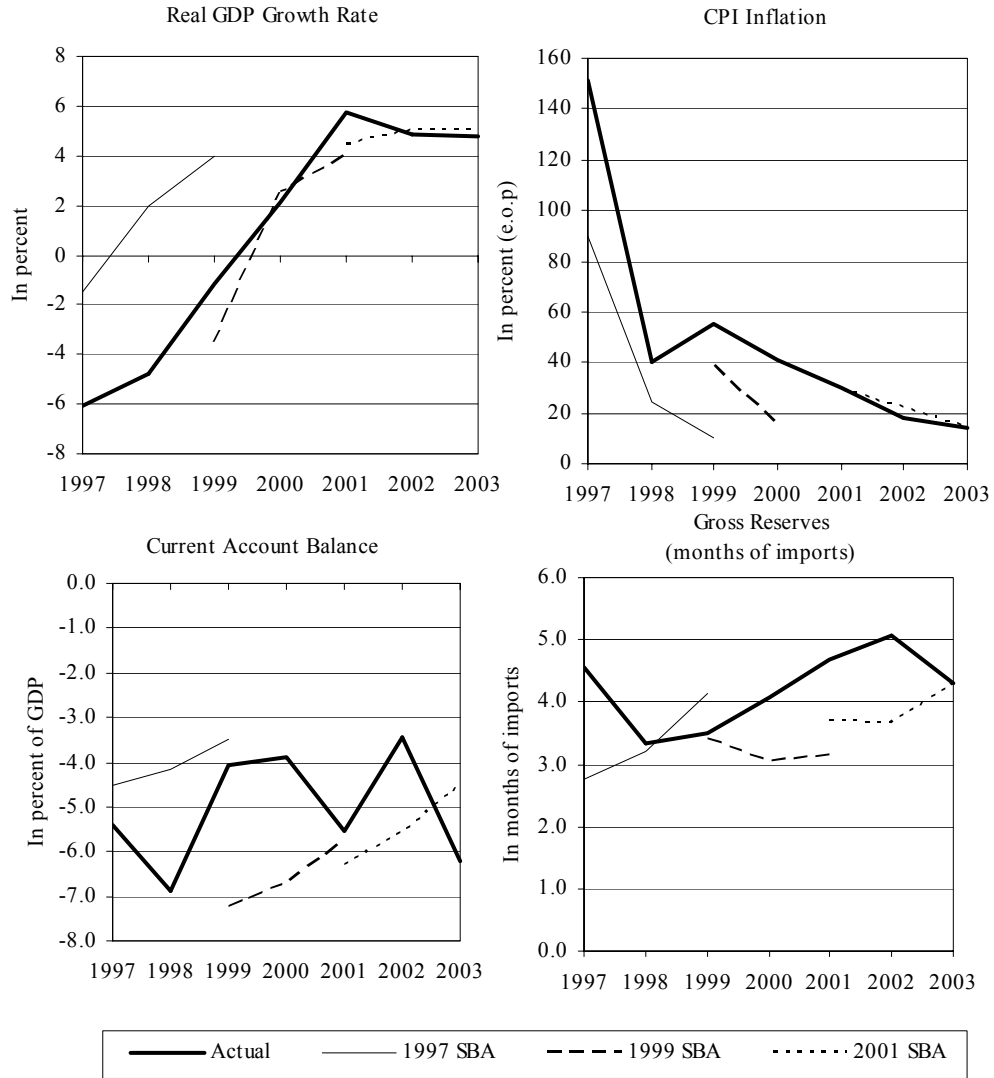 Real GDP Growth Rate
8
6
4
2
0
-2
-4
-6
-8
In percent
1997 1998 1999 2000 2001 2002 2003
CPI Inflation
160
140
120
100
80
60
40
20
0
In percent (e.o.p)
1997 1998 1999 2000 2001 2002 2003
Current Account Balance
0.0
-1.0
-2.0
-3.0
-4.0
-5.0
-6.0
-7.0
-8.0
In percent of GDP
1997 1998 1999 2000 2001 2002 2003
Gross Reserves
(months of imports)
6.0
5.0
4.0
3.0
2.0
1.0
0.0
In months of imports
1997 1998 1999 2000 2001 2002 2003
Actual 1997 SBA 1999 SBA 2001 SBA